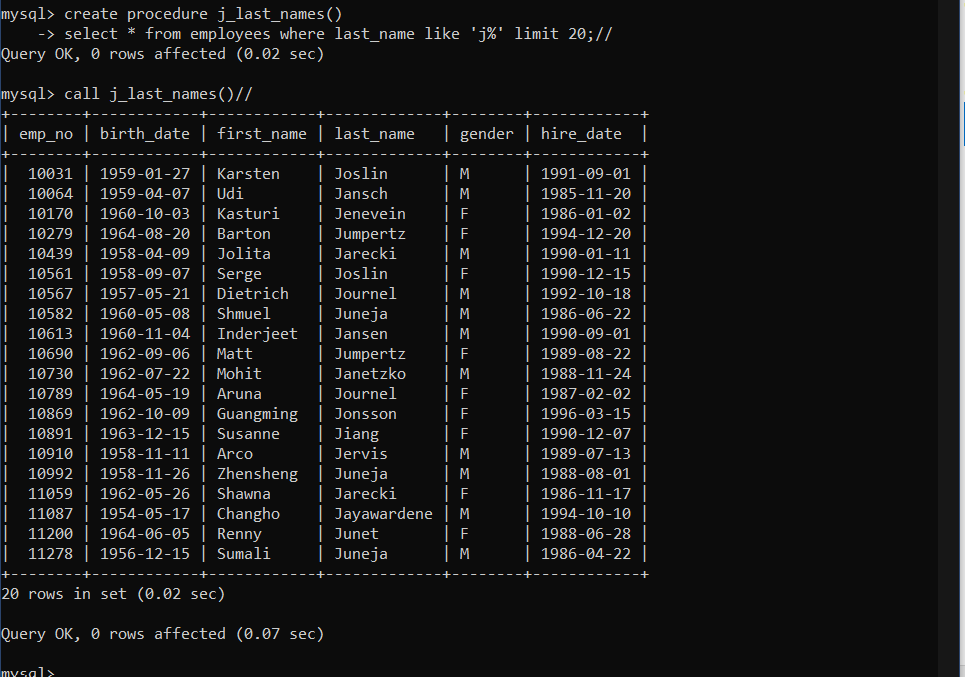 mysql> create procedure j_last_names()
    -> select * from employees where last_name like 'j%' limit 20;//
Query OK, 0 rows affected (0.02 sec)

mysql> call j_last_names()//
+--------+------------+------------+-------------+--------+------------+
| emp_no | birth_date | first_name | last_name   | gender | hire_date  |
+--------+------------+------------+-------------+--------+------------+
|  10031 | 1959-01-27 | Karsten    | Joslin      | M      | 1991-09-01 |
|  10064 | 1959-04-07 | Udi        | Jansch      | M      | 1985-11-20 |
|  10170 | 1960-10-03 | Kasturi    | Jenevein    | F      | 1986-01-02 |
|  10279 | 1964-08-20 | Barton     | Jumpertz    | F      | 1994-12-20 |
|  10439 | 1958-04-09 | Jolita     | Jarecki     | M      | 1990-01-11 |
|  10561 | 1958-09-07 | Serge      | Joslin      | F      | 1990-12-15 |
|  10567 | 1957-05-21 | Dietrich   | Journel     | M      | 1992-10-18 |
|  10582 | 1960-05-08 | Shmuel     | Juneja      | M      | 1986-06-22 |
|  10613 | 1960-11-04 | Inderjeet  | Jansen      | M      | 1990-09-01 |
|  10690 | 1962-09-06 | Matt       | Jumpertz    | F      | 1989-08-22 |
|  10730 | 1962-07-22 | Mohit      | Janetzko    | M      | 1988-11-24 |
|  10789 | 1964-05-19 | Aruna      | Journel     | F      | 1987-02-02 |
|  10869 | 1962-10-09 | Guangming  | Jonsson     | F      | 1996-03-15 |
|  10891 | 1963-12-15 | Susanne    | Jiang       | F      | 1990-12-07 |
|  10910 | 1958-11-11 | Arco       | Jervis      | M      | 1989-07-13 |
|  10992 | 1958-11-26 | Zhensheng  | Juneja      | M      | 1988-08-01 |
|  11059 | 1962-05-26 | Shawna     | Jarecki     | F      | 1986-11-17 |
|  11087 | 1954-05-17 | Changho    | Jayawardene | M      | 1994-10-10 |
|  11200 | 1964-06-05 | Renny      | Junet       | F      | 1988-06-28 |
|  11278 | 1956-12-15 | Sumali     | Juneja      | M      | 1986-04-22 |
+--------+------------+------------+-------------+--------+------------+
20 rows in set (0.02 sec)

Query OK, 0 rows affected (0.07 sec)

mysql>